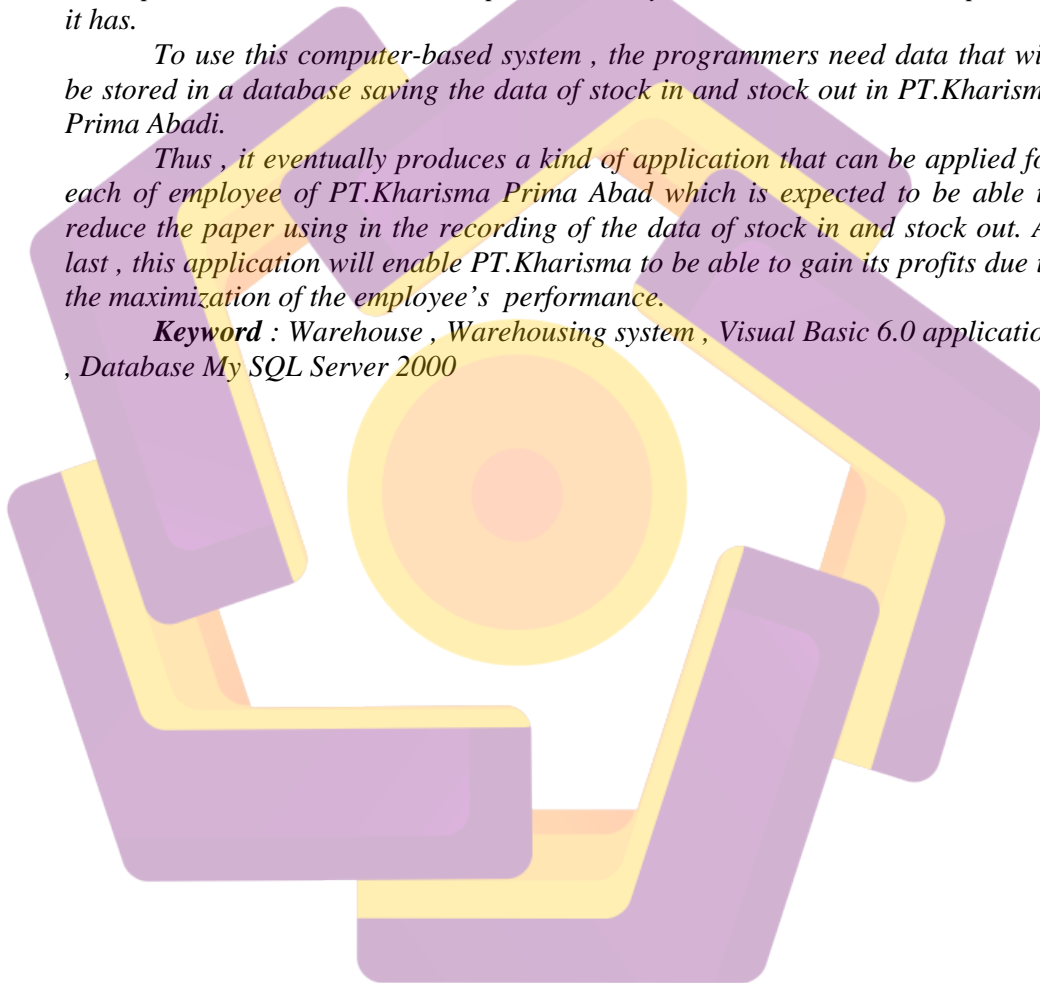 it has.
To use this computer-based system , the programmers need data that wi
be stored in a database saving the data of stock in and stock out in PT.Kharism
Prima Abadi.
Thus , it eventually produces a kind of application that can be applied fo
each of employee of PT.Kharisma Prima Abad which is expected to be able t
reduce the paper using in the recording of the data of stock in and stock out. A
last , this application will enable PT.Kharisma to be able to gain its profits due t
the maximization of the employee’s  performance.
Keyword : Warehouse , Warehousing system , Visual Basic 6.0 applicatio
, Database My SQL Server 2000